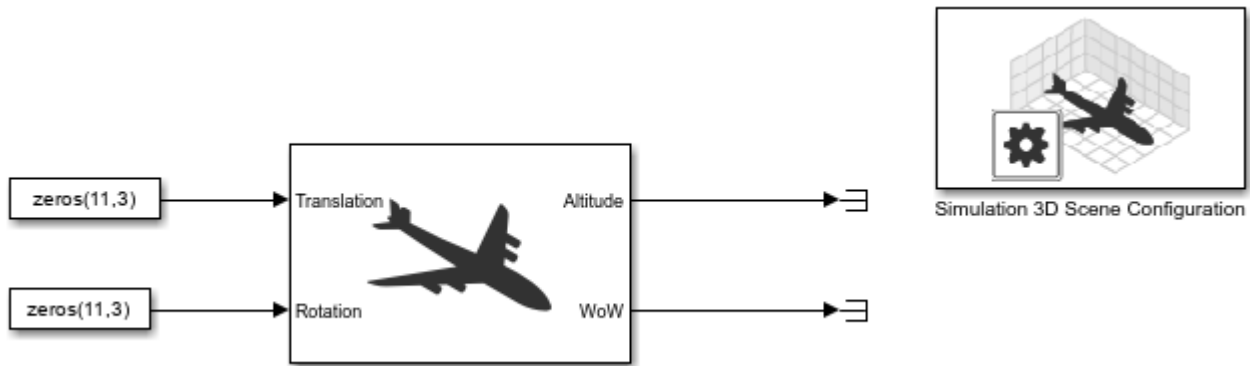 zeros(11,3)
Translation
Altitude
Simulation 3D Scene Configuration
zeros(11,3)
Rotation
WoW